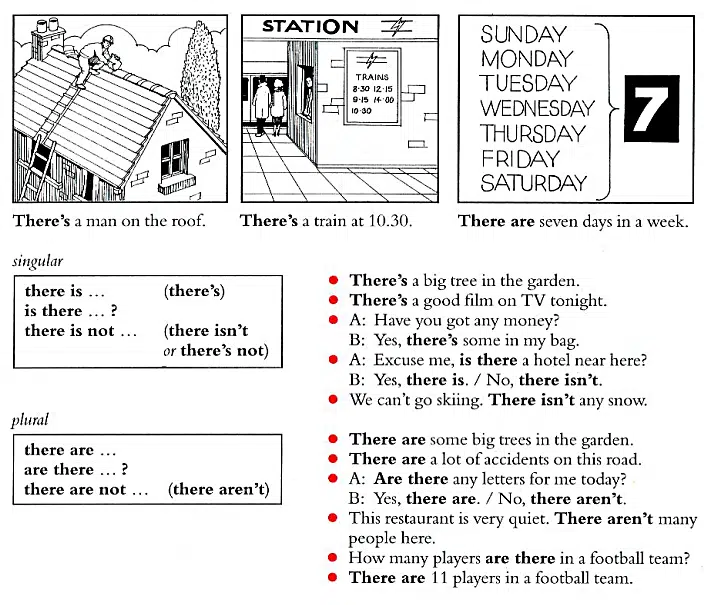 STATION
TRAINS
8·30 12·15
9·15 14·00
10·30
SUNDAY
MONDAY
TUESDAY
WEDNESDAY
THURSDAY
FRIDAY
SATURDAY
7
There's a man on the roof.
There's a train at 10.30.
There are seven days in a week.
singular
there is ... (there's)
is there ... ?
there is not ... (there isn't
or there's not)
● There's a big tree in the garden.
● There's a good film on TV tonight.
● A: Have you got any money?
B: Yes, there's some in my bag.
● A: Excuse me, is there a hotel near here?
B: Yes, there is. / No, there isn't.
● We can't go skiing. There isn't any snow.
plural
there are ...
are there ... ?
there are not ... (there aren't)
● There are some big trees in the garden.
● There are a lot of accidents on this road.
● A: Are there any letters for me today?
B: Yes, there are. / No, there aren't.
● This restaurant is very quiet. There aren't many
people here.
● How many players are there in a football team?
● There are 11 players in a football team.